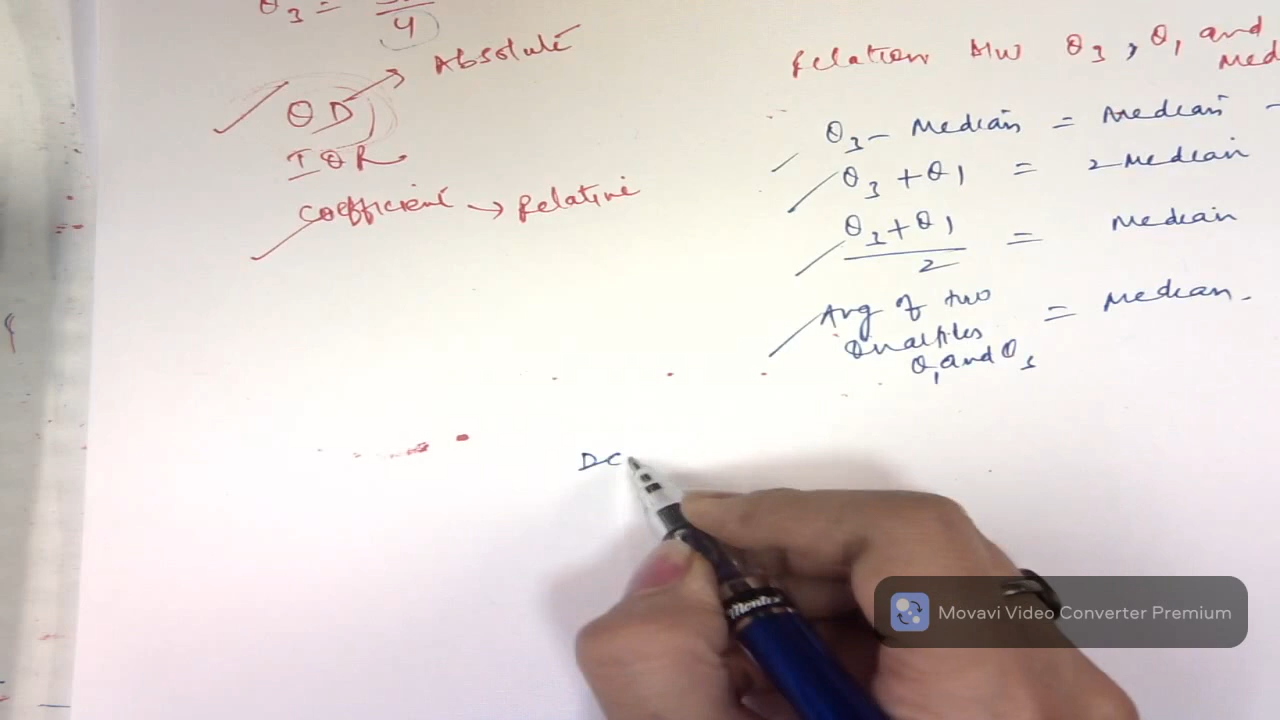 Q3 =
4
QD → Absolute
IQR
Coefficient → Relative
Relation b/w Q3, Q1 and
Q3 - Median = Median -
Q3 + Q1 = 2 Median
Q3 + Q1 / 2 = Median
Avg of two = Median.
Quartiles
Q1 and Q3
DC
Montex
Movavi Video Converter Premium